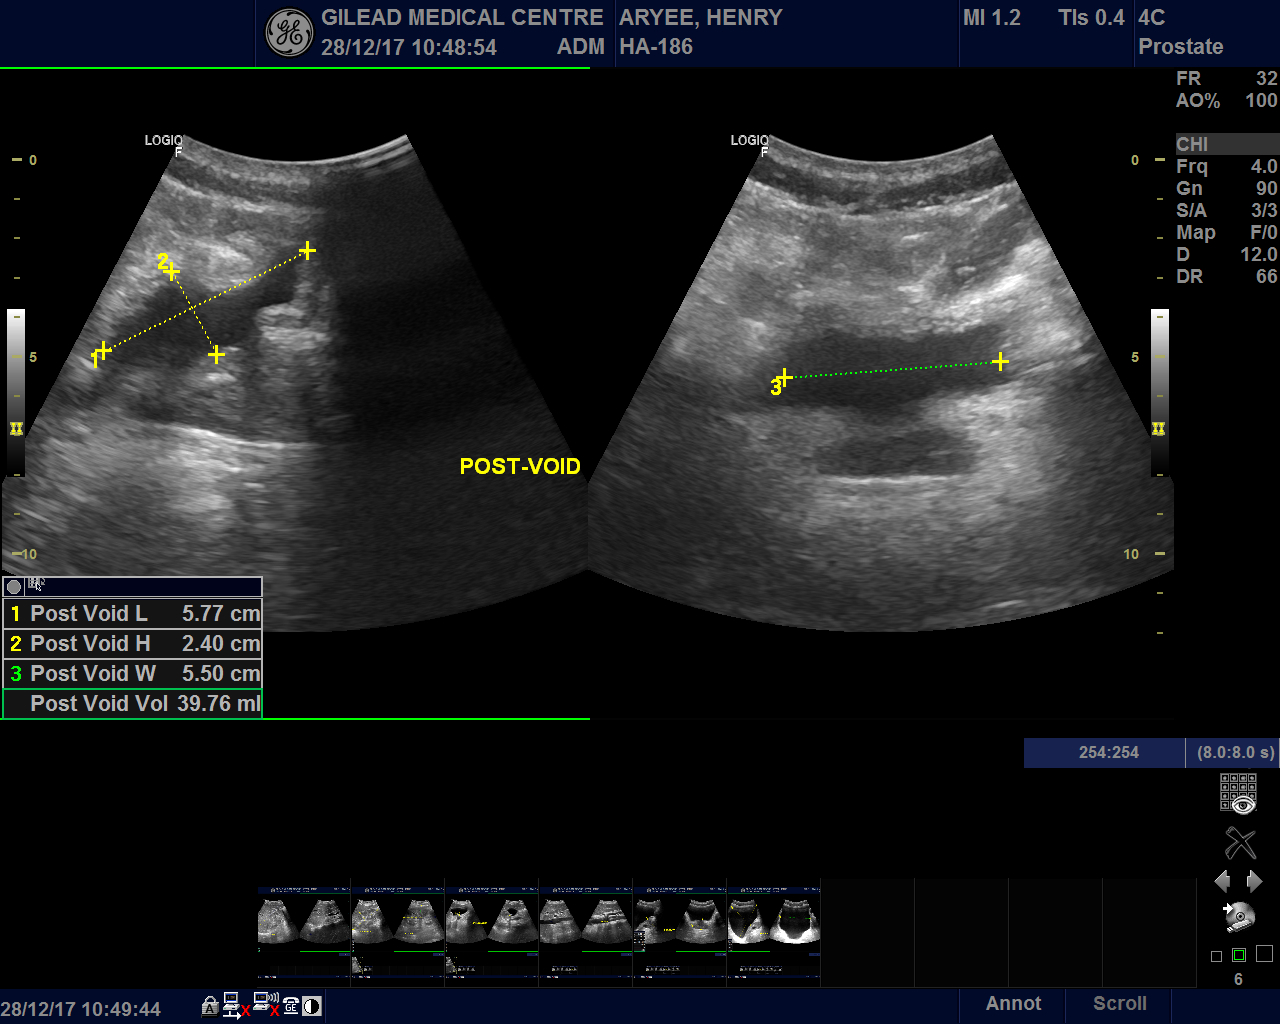 GILEAD MEDICAL CENTRE
28/12/17 10:48:54 ADM
ARYEE, HENRY
HA-186
MI 1.2 TIs 0.4
4C
Prostate
FR 32
AO% 100
CHI
Frq 4.0
Gn 90
S/A 3/3
Map F/0
D 12.0
DR 66
LOGIQ
F
LOGIQ
F
0
5
10
0
5
10
1
2
3
POST-VOID
1 Post Void L 5.77 cm
2 Post Void H 2.40 cm
3 Post Void W 5.50 cm
Post Void Vol 39.76 ml
254:254 (8.0:8.0 s)
6
28/12/17 10:49:44
A
GE
Annot
Scroll